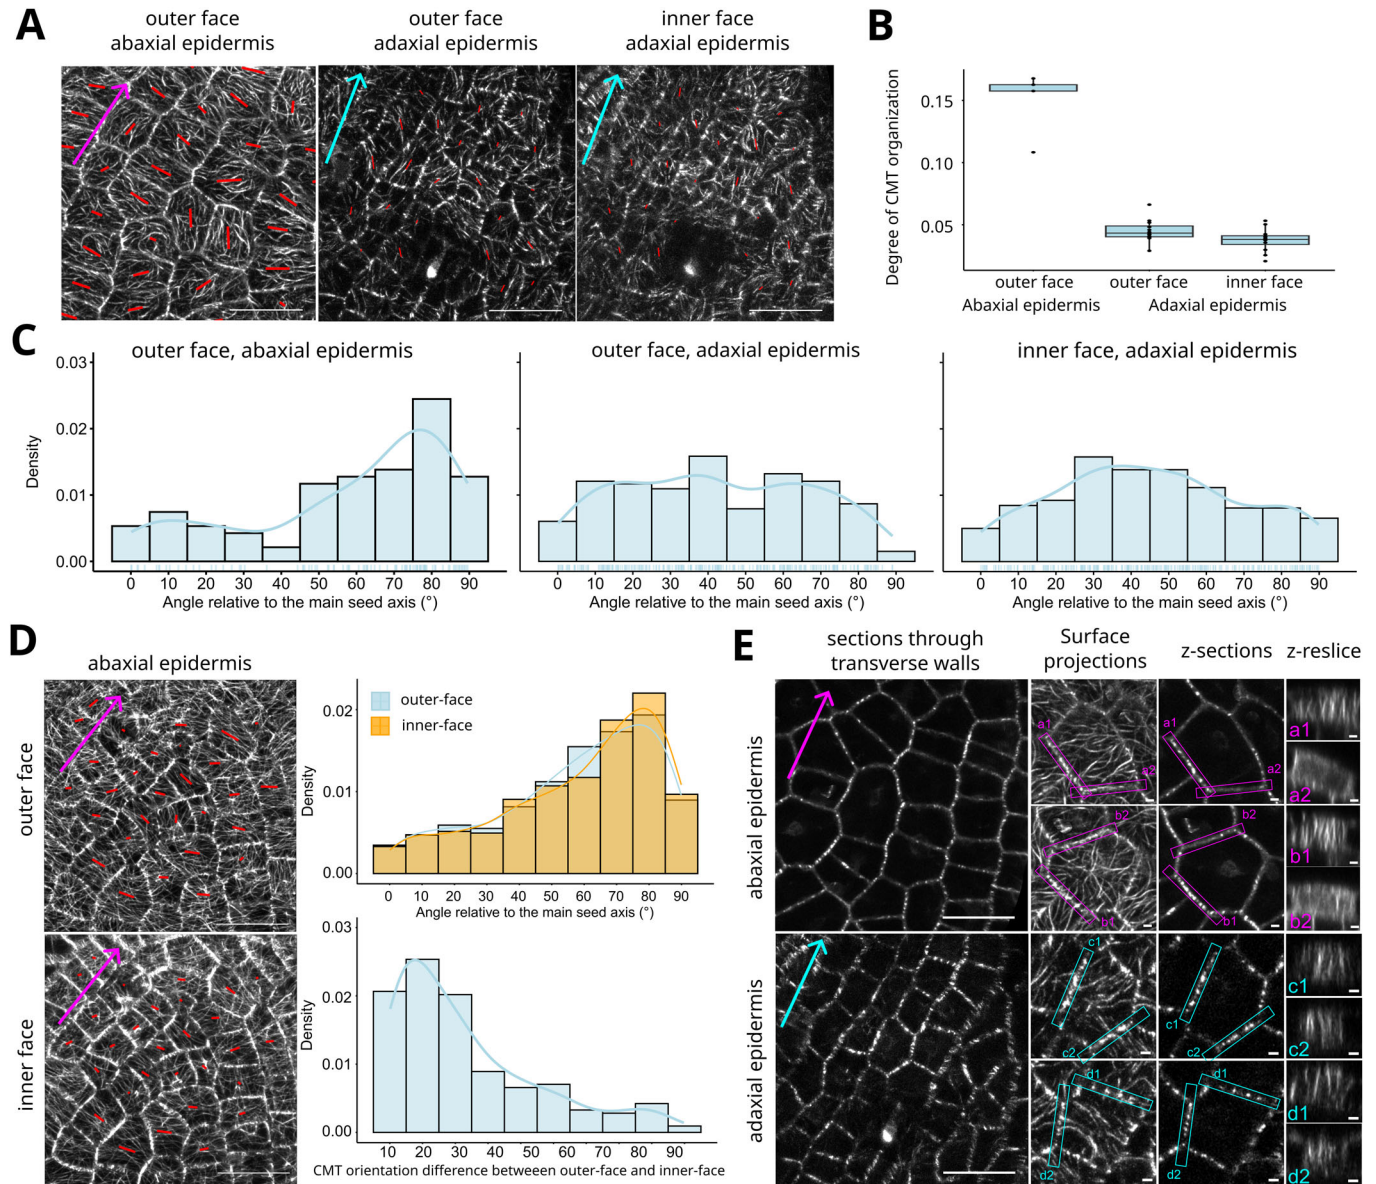 A
outer face
abaxial epidermis
outer face
adaxial epidermis
inner face
adaxial epidermis
B
Degree of CMT organization
0.15
0.10
0.05
outer face
outer face
inner face
Abaxial epidermis
Adaxial epidermis
C
outer face, abaxial epidermis
outer face, adaxial epidermis
inner face, adaxial epidermis
Density
0.03
0.02
0.01
0.00
0 10 20 30 40 50 60 70 80 90
0 10 20 30 40 50 60 70 80 90
0 10 20 30 40 50 60 70 80 90
Angle relative to the main seed axis (°)
Angle relative to the main seed axis (°)
Angle relative to the main seed axis (°)
D
abaxial epidermis
outer face
inner face
outer-face
inner-face
Density
0.02
0.01
0.00
0 10 20 30 40 50 60 70 80 90
Angle relative to the main seed axis (°)
Density
0.03
0.02
0.01
0.00
10 20 30 40 50 60 70 80 90
CMT orientation difference betweeen outer-face and inner-face
E
sections through
transverse walls
Surface
projections
z-sections
z-reslice
abaxial epidermis
adaxial epidermis
a1
a2
a1
a2
a1
a2
b2
b1
b2
b1
b1
b2
c1
c2
c1
c2
c1
c2
d1
d2
d1
d2
d1
d2